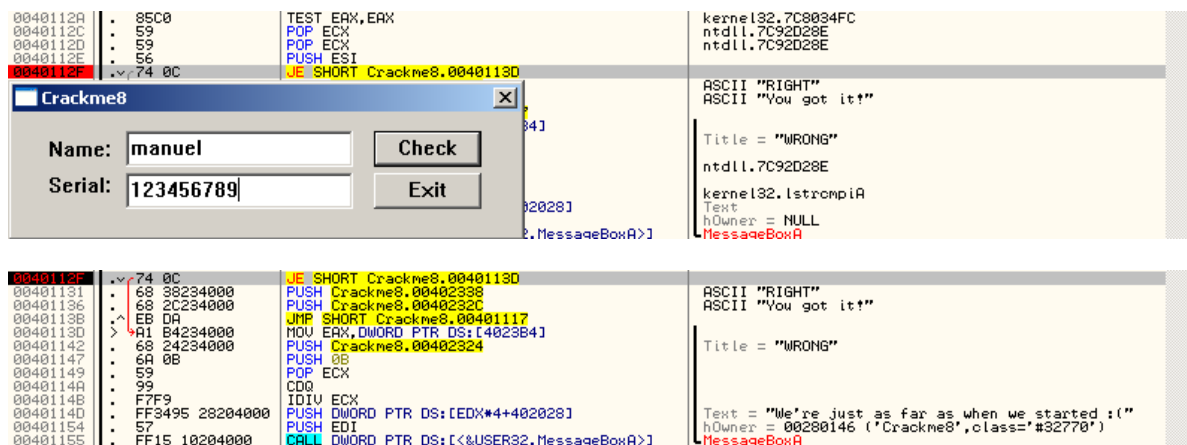 0040112A . 85C0 TEST EAX,EAX kernel32.7C8034FC
0040112C . 59 POP ECX ntdll.7C92D28E
0040112D . 59 POP ECX ntdll.7C92D28E
0040112E . 56 PUSH ESI
0040112F .v 74 0C JE SHORT Crackme8.0040113D
ASCII "RIGHT"
Crackme8 ASCII "You got it!"
B4]
Name: manuel Check Title = "WRONG"
ntdll.7C92D28E
Serial: 123456789 Exit kernel32.lstrcmpiA
02028] Text
hOwner = NULL
2.MessageBoxA>] MessageBoxA
0040112F .v 74 0C JE SHORT Crackme8.0040113D
00401131 . 68 38234000 PUSH Crackme8.00402338 ASCII "RIGHT"
00401136 . 68 2C234000 PUSH Crackme8.0040232C ASCII "You got it!"
0040113B .^ EB DA JMP SHORT Crackme8.00401117
0040113D > A1 B4234000 MOV EAX,DWORD PTR DS:[4023B4]
00401142 . 68 24234000 PUSH Crackme8.00402324 Title = "WRONG"
00401147 . 6A 0B PUSH 0B
00401149 . 59 POP ECX
0040114A . 99 CDQ
0040114B . F7F9 IDIV ECX
0040114D . FF3495 28204000 PUSH DWORD PTR DS:[EDX*4+402028] Text = "We're just as far as when we started :("
00401154 . 57 PUSH EDI hOwner = 00280146 ('Crackme8',class='#32770')
00401155 . FF15 10204000 CALL DWORD PTR DS:[<&USER32.MessageBoxA>] MessageBoxA